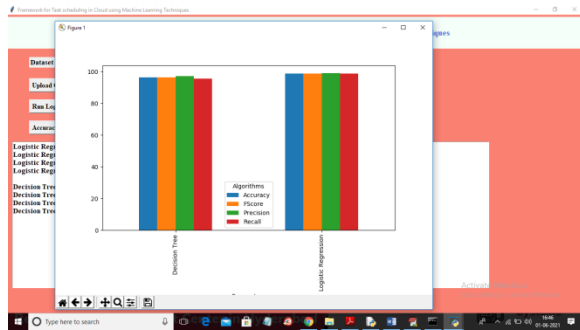 Framework for Task scheduling in Cloud using Machine Learning Techniques
Figure 1
Dataset
Upload
Run Log
Accurac
Logistic Regr
Logistic Regr
Logistic Regr
Logistic Regr
Decision Tree
Decision Tree
Decision Tree
Decision Tree
ques
100
80
60
40
20
0
Algorithms
Accuracy
FScore
Precision
Recall
Decision Tree
Logistic Regression
Type here to search
16:46
01-06-2021